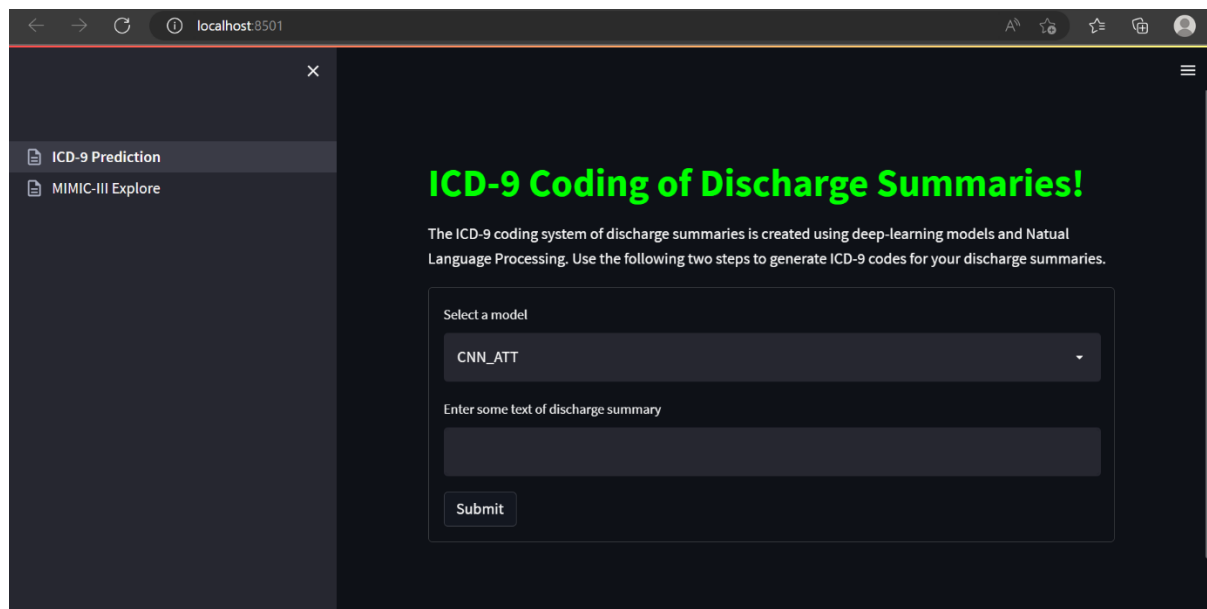 localhost:8501
ICD-9 Prediction
MIMIC-III Explore
ICD-9 Coding of Discharge Summaries!
The ICD-9 coding system of discharge summaries is created using deep-learning models and Natual
Language Processing. Use the following two steps to generate ICD-9 codes for your discharge summaries.
Select a model
CNN_ATT
Enter some text of discharge summary
Submit